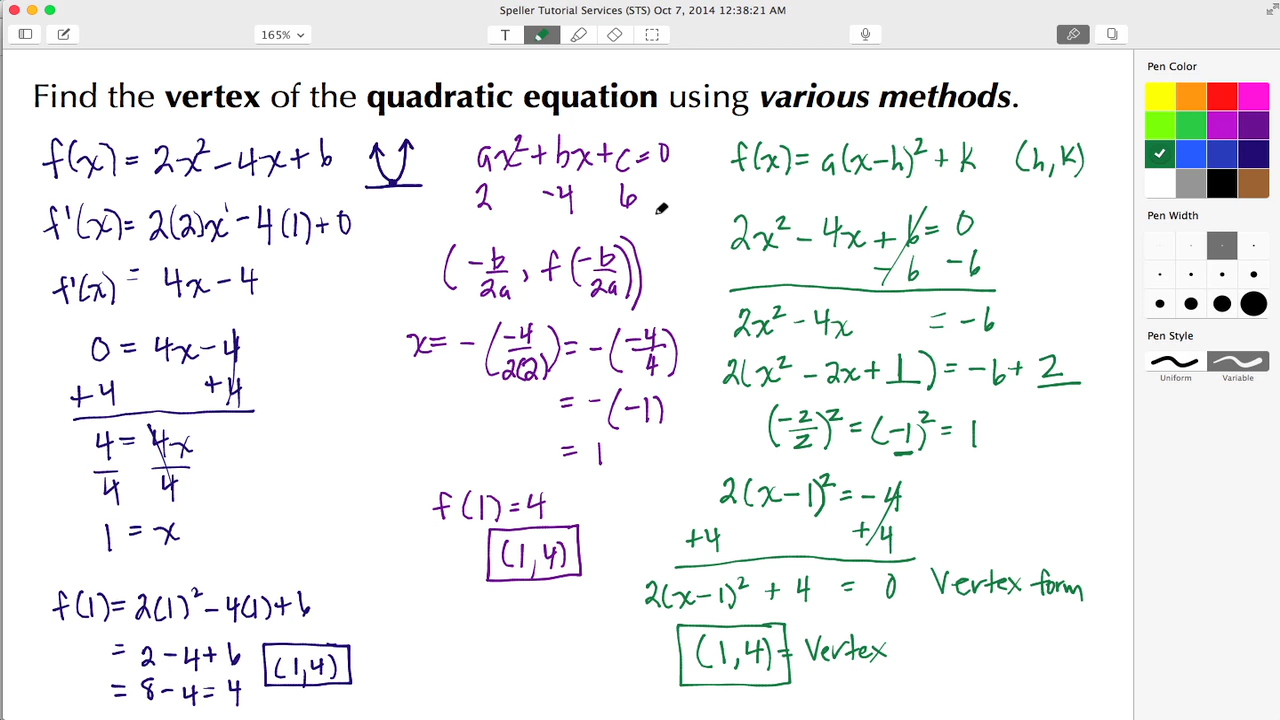 Speller Tutorial Services (STS) Oct 7, 2014 12:38:21 AM
165%
T
Find the vertex of the quadratic equation using various methods.
f(x) = 2x² - 4x + 6
f'(x) = 2(2)x¹ - 4(1) + 0
f'(x) = 4x - 4
0 = 4x - 4
+4 +4
4 = 4x
4 4
1 = x
f(1) = 2(1)² - 4(1) + 6
= 2 - 4 + 6
= 8 - 4 = 4
(1,4)
ax² + bx + c = 0
2 -4 6
(-b/2a, f(-b/2a))
x = -(-4/2(2)) = -(-4/4)
= -(-1)
= 1
f(1) = 4
(1,4)
f(x) = a(x-h)² + k (h,k)
2x² - 4x + 6 = 0
-6 -6
2x² - 4x = -6
2(x² - 2x + 1) = -6 + 2
(-2/2)² = (-1)² = 1
2(x-1)² = -4
+4 +4
2(x-1)² + 4 = 0 Vertex form
(1,4) = Vertex
Pen Color
Pen Width
Pen Style
Uniform
Variable